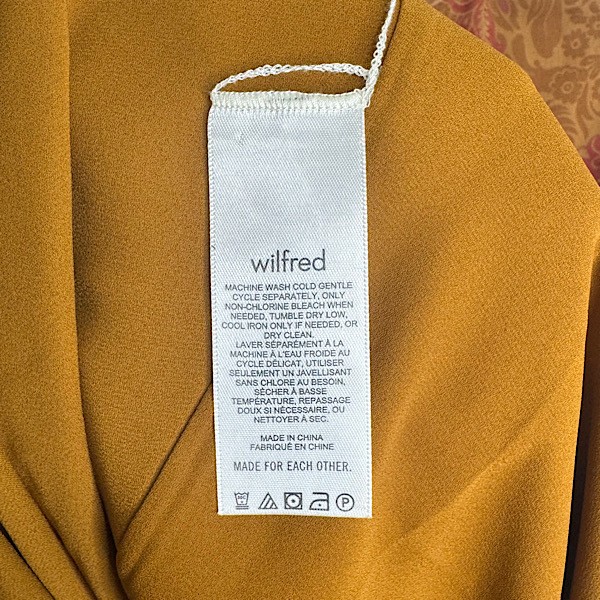 wilfred
MACHINE WASH COLD GENTLE
CYCLE SEPARATELY, ONLY
NON-CHLORINE BLEACH WHEN
NEEDED, TUMBLE DRY LOW,
COOL IRON ONLY IF NEEDED, OR
DRY CLEAN.
LAVER SÉPARÉMENT À LA
MACHINE À L'EAU FROIDE AU
CYCLE DÉLICAT, UTILISER
SEULEMENT UN JAVELLISANT
SANS CHLORE AU BESOIN,
SÉCHER À BASSE
TEMPÉRATURE, REPASSAGE
DOUX SI NÉCESSAIRE, OU
NETTOYER À SEC.
MADE IN CHINA
FABRIQUÉ EN CHINE
MADE FOR EACH OTHER.
P